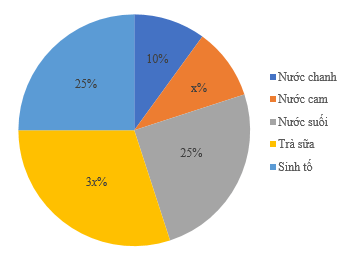 10%
x%
25%
3x%
25%
Nước chanh
Nước cam
Nước suối
Trà sữa
Sinh tố